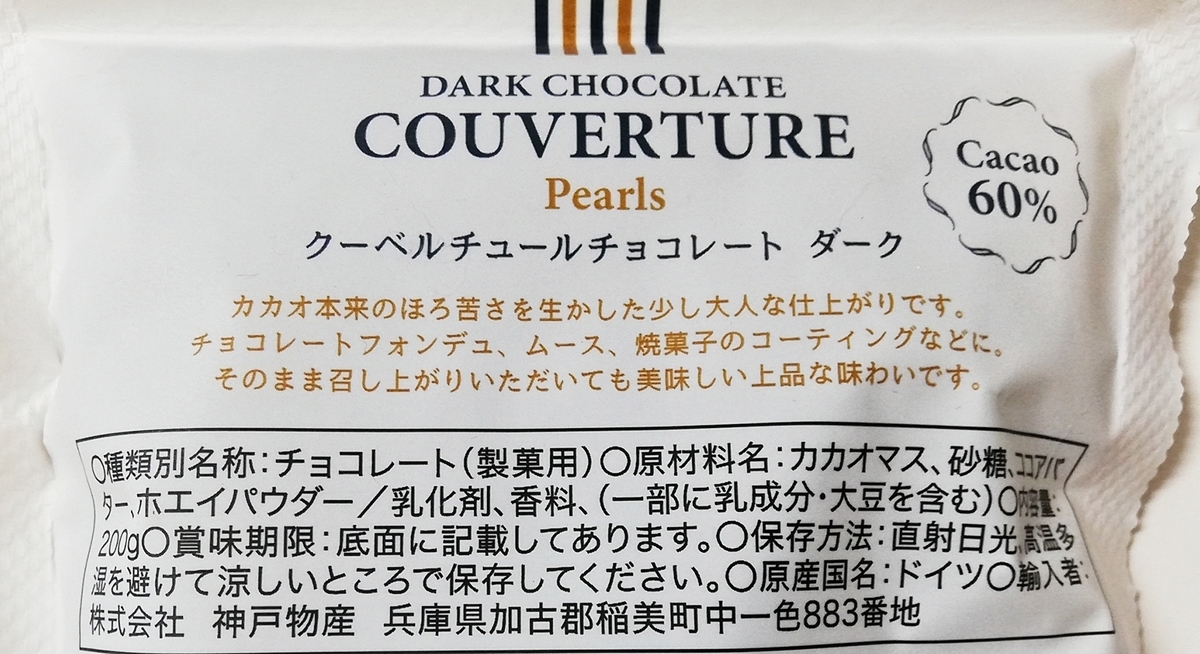 DARK CHOCOLATE
COUVERTURE
Pearls
Cacao
60%
クーベルチュールチョコレート ダーク
カカオ本来のほろ苦さを生かした少し大人な仕上がりです。
チョコレートフォンデュ、ムース、焼菓子のコーティングなどに。
そのまま召し上がりいただいても美味しい上品な味わいです。
○種類別名称:チョコレート(製菓用)○原材料名:カカオマス、砂糖、ココアバ
ター、ホエイパウダー/乳化剤、香料、(一部に乳成分・大豆を含む)○内容量:
200g○賞味期限:底面に記載してあります。○保存方法:直射日光、高温多
湿を避けて涼しいところで保存してください。○原産国名:ドイツ○輸入者:
株式会社 神戸物産 兵庫県加古郡稲美町中一色883番地